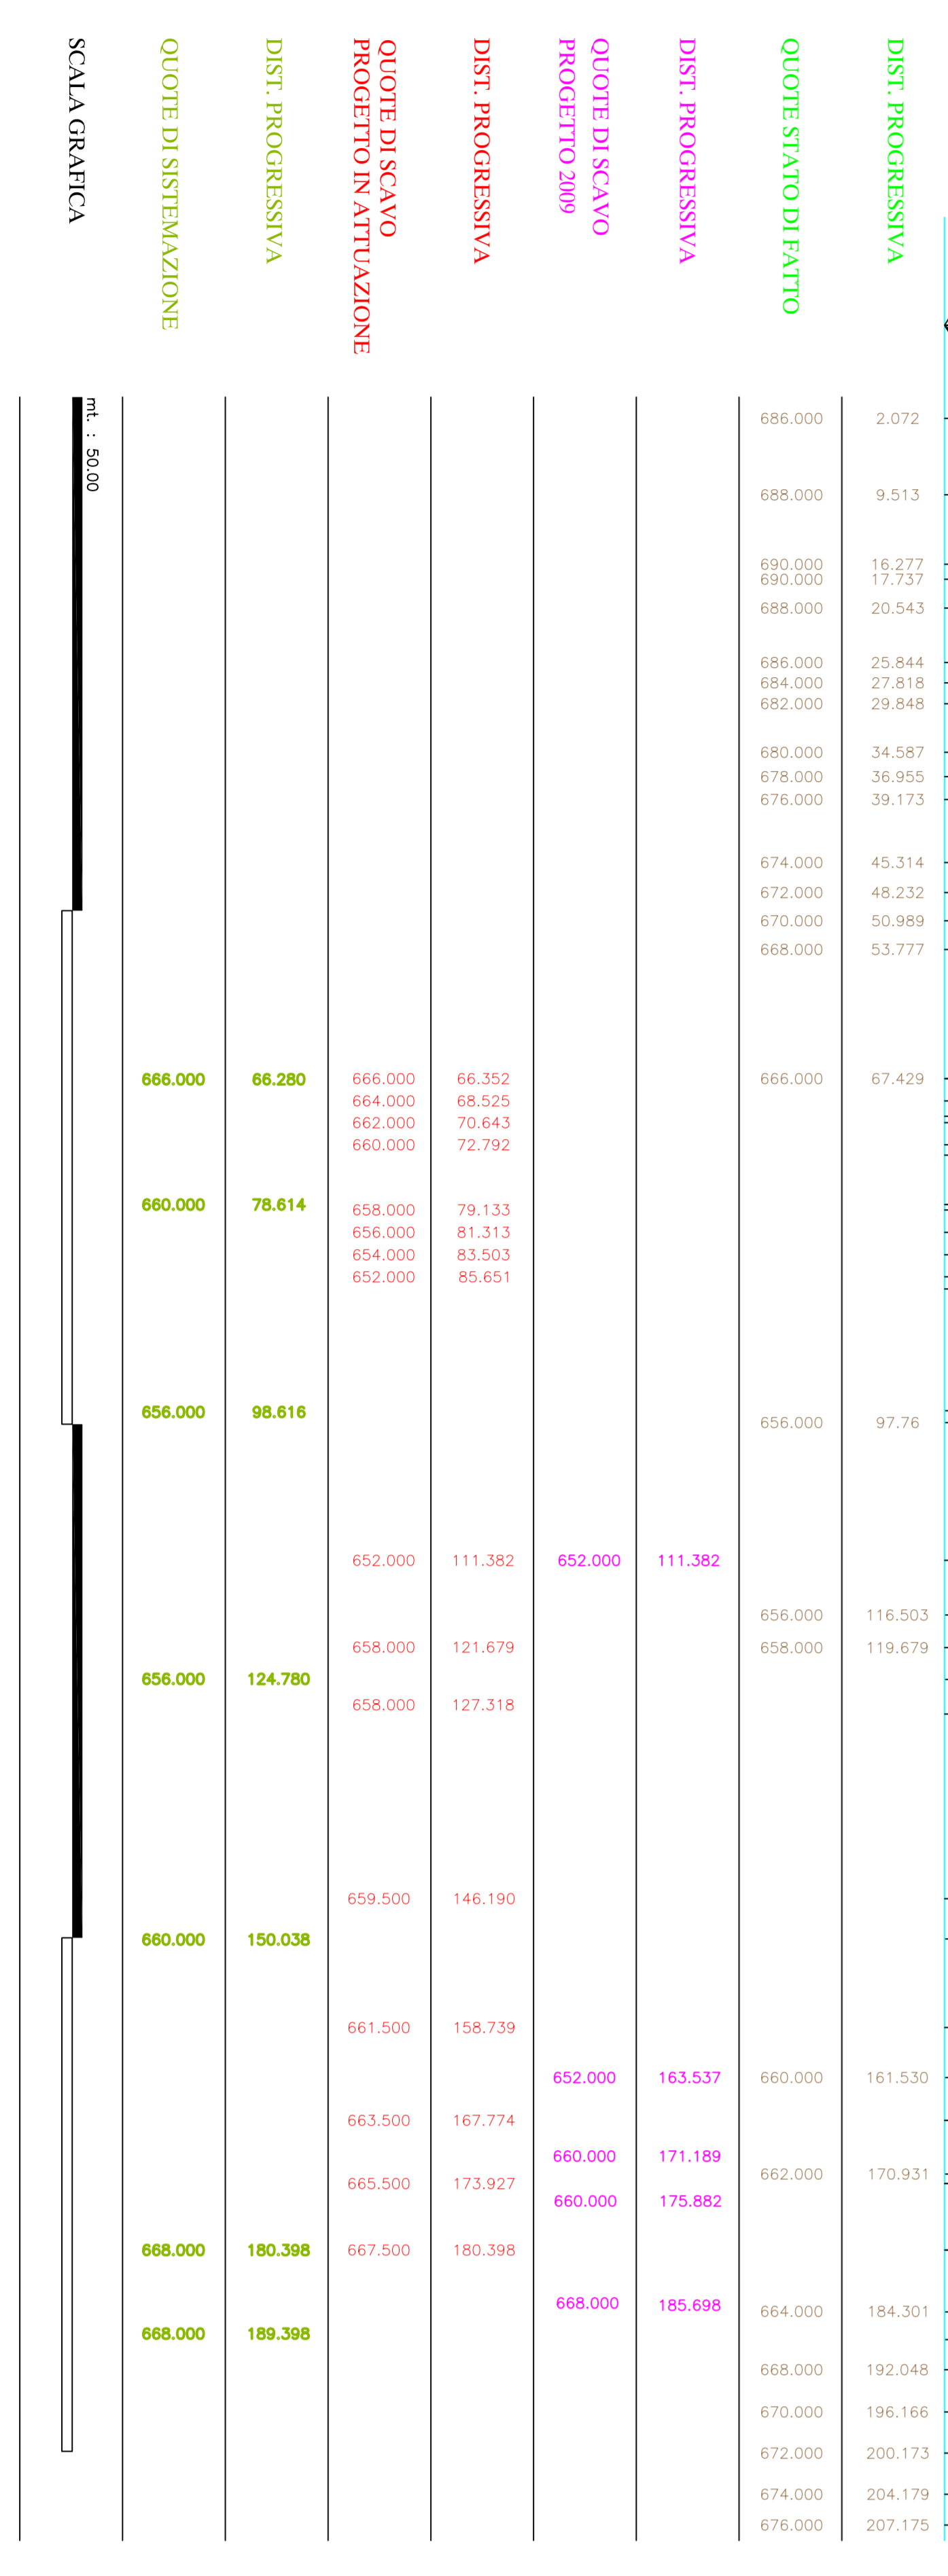 DIST. PROGRESSIVA
QUOTE STATO DI FATTO
DIST. PROGRESSIVA
QUOTE DI SCAVO
PROGETTO 2009
DIST. PROGRESSIVA
QUOTE DI SCAVO
PROGETTO IN ATTUAZIONE
DIST. PROGRESSIVA
QUOTE DI SISTEMAZIONE
SCALA GRAFICA
mt. : 50.00
686.000 2.072
688.000 9.513
690.000 16.277
690.000 17.737
688.000 20.543
686.000 25.844
684.000 27.818
682.000 29.848
680.000 34.587
678.000 36.955
676.000 39.173
674.000 45.314
672.000 48.232
670.000 50.989
668.000 53.777
666.000 66.280 666.000 66.352 666.000 67.429
664.000 68.525
662.000 70.643
660.000 72.792
660.000 78.614
658.000 79.133
656.000 81.313
654.000 83.503
652.000 85.651
656.000 98.616
656.000 97.76
652.000 111.382 652.000 111.382
656.000 116.503
658.000 121.679 658.000 119.679
656.000 124.780
658.000 127.318
659.500 146.190
660.000 150.038
661.500 158.739
652.000 163.537 660.000 161.530
663.500 167.774
660.000 171.189
662.000 170.931
665.500 173.927
660.000 175.882
668.000 180.398 667.500 180.398
668.000 185.698
664.000 184.301
668.000 189.398
668.000 192.048
670.000 196.166
672.000 200.173
674.000 204.179
676.000 207.175